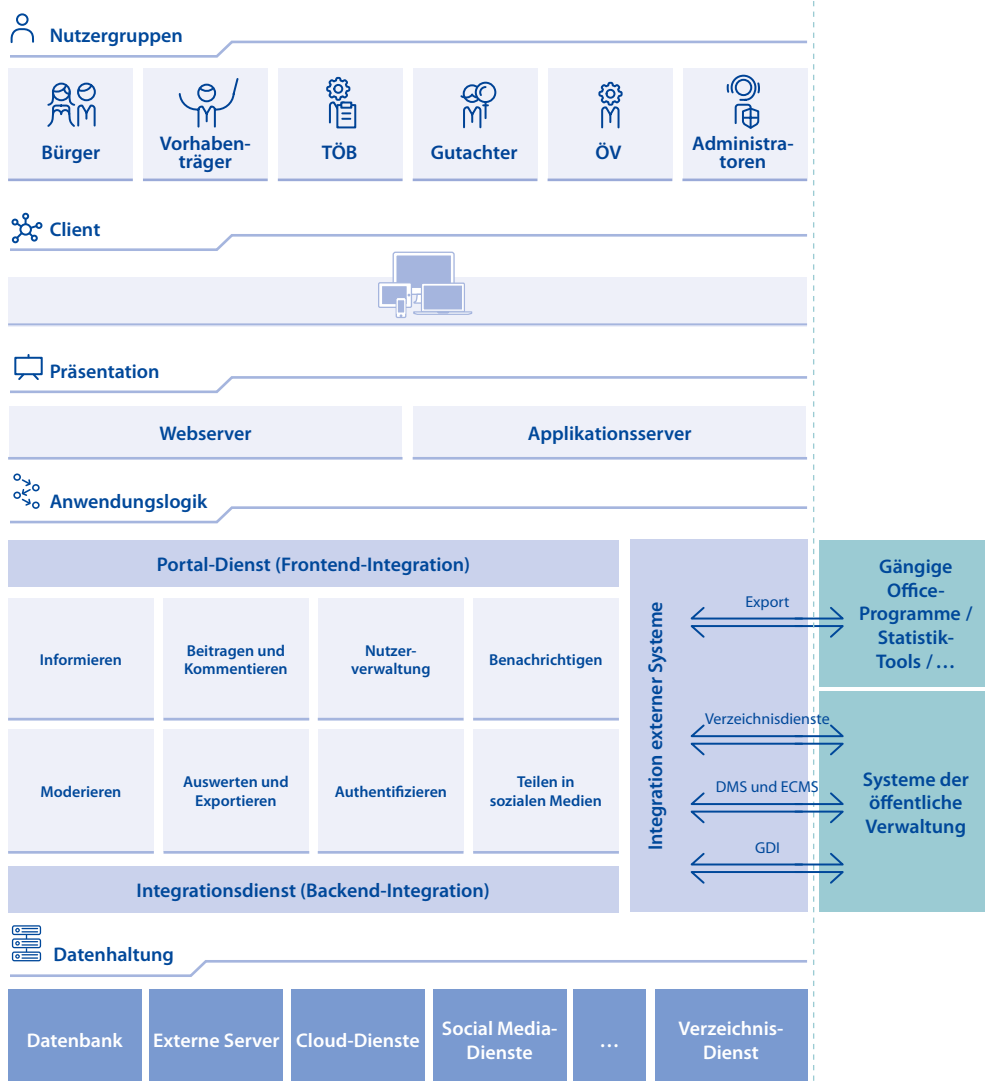 Nutzergruppen
Bürger
Vorhaben-
träger
TÖB
Gutachter
ÖV
Administra-
toren
Client
Präsentation
Webserver
Applikationsserver
Anwendungslogik
Portal-Dienst (Frontend-Integration)
Informieren
Beitragen und
Kommentieren
Nutzer-
verwaltung
Benachrichtigen
Moderieren
Auswerten und
Exportieren
Authentifizieren
Teilen in
sozialen Medien
Integrationsdienst (Backend-Integration)
Integration externer Systeme
Export
Verzeichnisdienste
DMS und ECMS
GDI
Gängige
Office-
Programme /
Statistik-
Tools / …
Systeme der
öffentliche
Verwaltung
Datenhaltung
Datenbank
Externe Server
Cloud-Dienste
Social Media-
Dienste
…
Verzeichnis-
Dienst